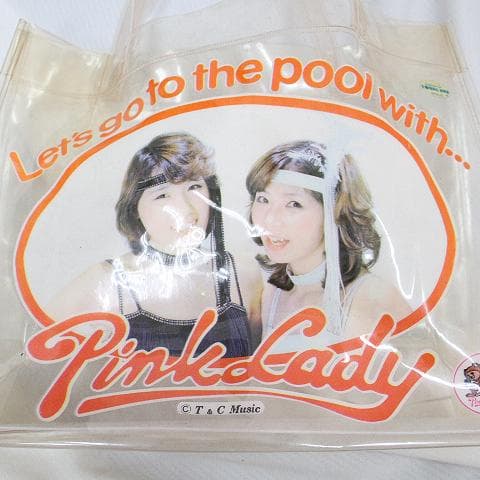 Let's go to the pool with...
Pink Lady
© T & C Music